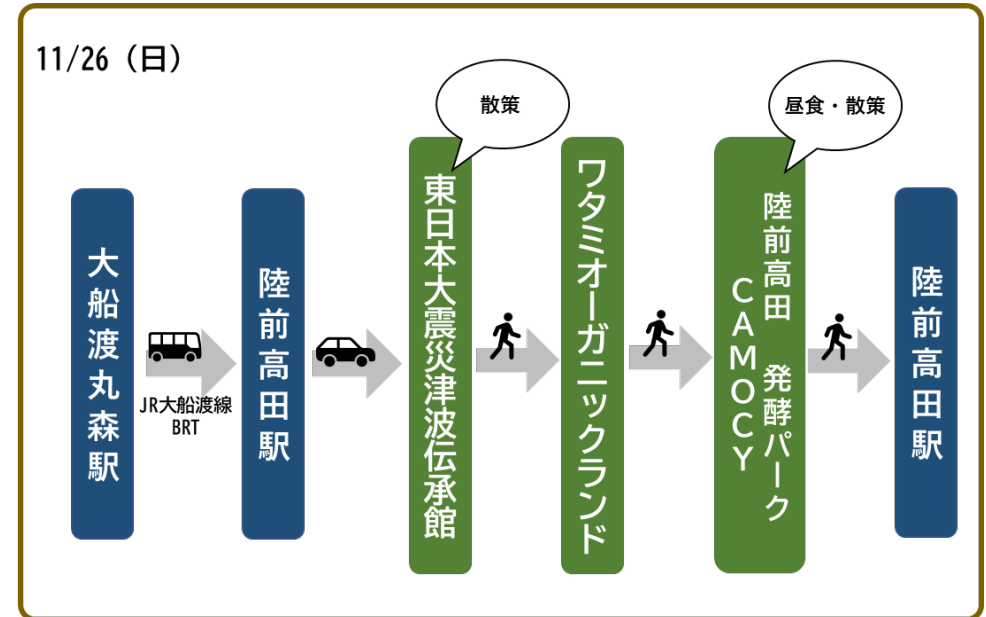 11/26（日）
散策
昼食・散策
大船渡丸森駅
JR大船渡線
BRT
陸前高田駅
東日本大震災津波伝承館
ワタミオーガニックランド
陸前高田　発酵パーク
ＣＡＭＯＣＹ
陸前高田駅